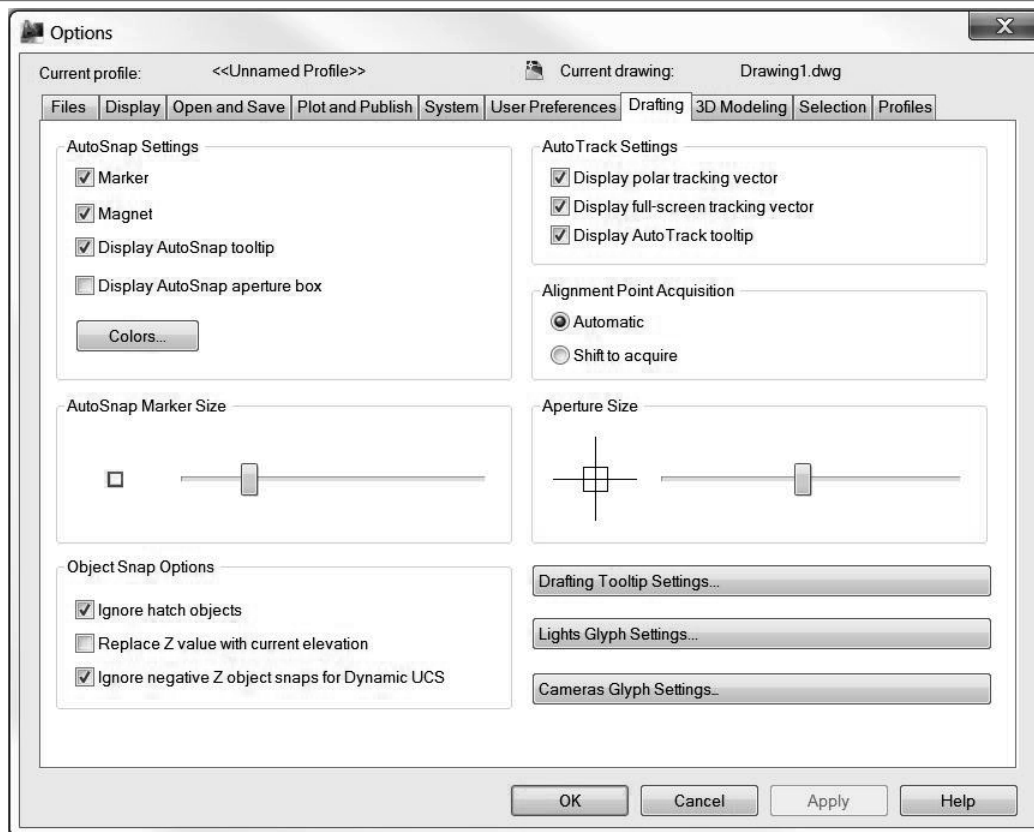 Options
Current profile: <<Unnamed Profile>> Current drawing: Drawing1.dwg
Files Display Open and Save Plot and Publish System User Preferences Drafting 3D Modeling Selection Profiles
AutoSnap Settings
Marker
Magnet
Display AutoSnap tooltip
Display AutoSnap aperture box
Colors...
AutoTrack Settings
Display polar tracking vector
Display full-screen tracking vector
Display AutoTrack tooltip
Alignment Point Acquisition
Automatic
Shift to acquire
AutoSnap Marker Size
Aperture Size
Object Snap Options
Ignore hatch objects
Replace Z value with current elevation
Ignore negative Z object snaps for Dynamic UCS
Drafting Tooltip Settings...
Lights Glyph Settings...
Cameras Glyph Settings...
OK Cancel Apply Help